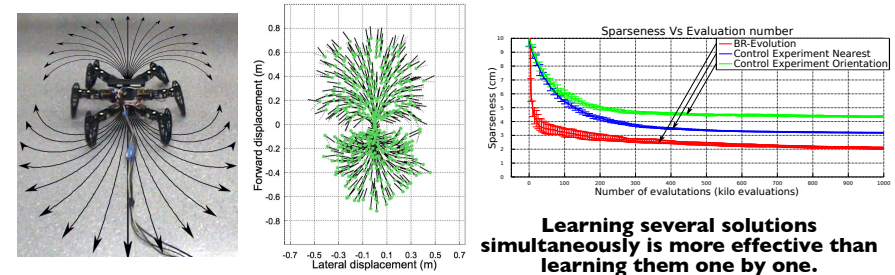 0.8
0.6
0.4
0.2
0
-0.2
-0.4
-0.6
-0.8
Forward displacement (m)
-0.7 -0.5 -0.3 -0.1 0.1 0.3 0.5 0.7
Lateral displacement (m)
Sparseness Vs Evaluation number
BR-Evolution
Control Experiment Nearest
Control Experiment Orientation
Sparseness (cm)
10
9
8
7
6
5
4
3
2
1
0
0 100 200 300 400 500 600 700 800 900 1000
Number of evalutations (kilo evaluations)
Learning several solutions
simultaneously is more effective than
learning them one by one.